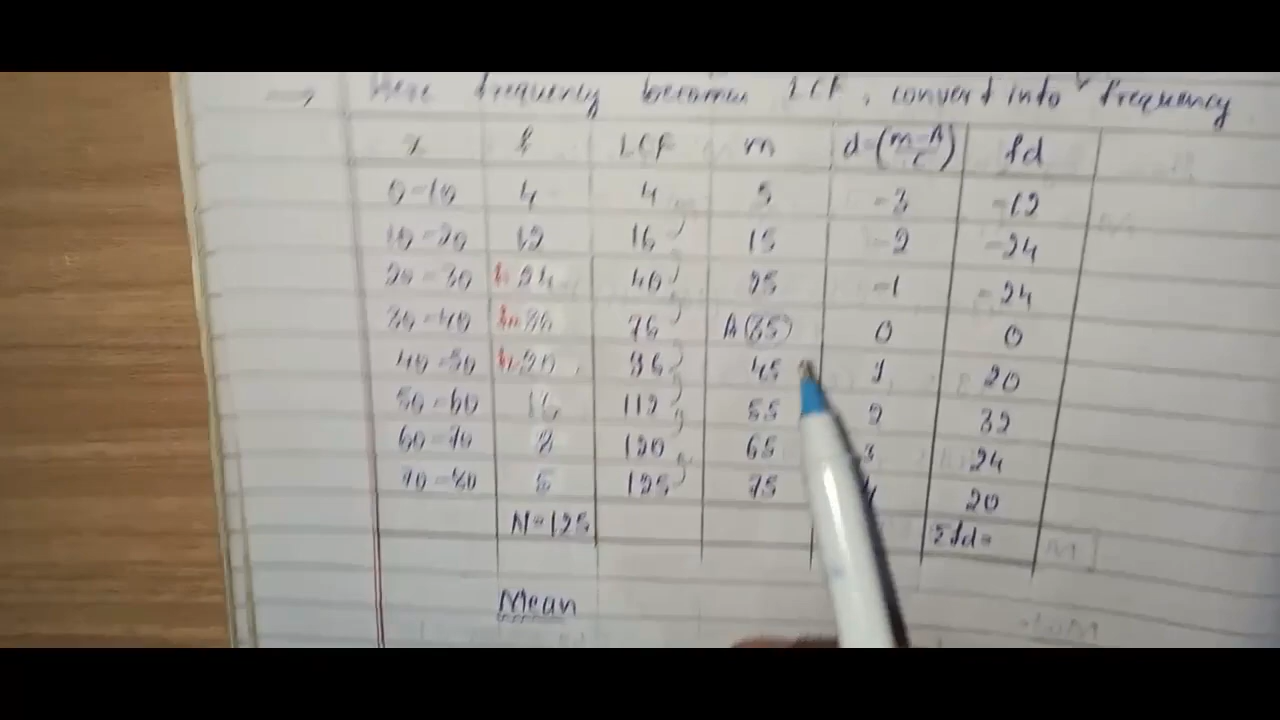 → Here frequency becomes LCF, convert into frequency
x f LCF m d=(m-A/c) fd
0-10 4 4 5 -3 -12
10-20 12 16 15 -2 -24
20-30 f₀ 24 40 25 -1 -24
30-40 36 76 A(35) 0 0
40-50 20 96 45 1 20
50-60 16 112 55 2 32
60-70 8 120 65 3 24
70-80 5 125 75 4 20
N=125 Σfd=
Mean